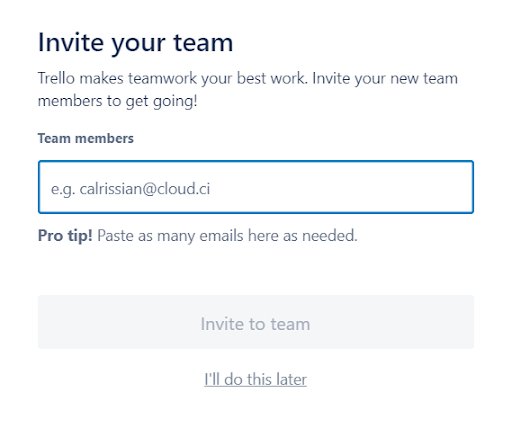 Invite your team
Trello makes teamwork your best work. Invite your new team
members to get going!
Team members
e.g. calrissian@cloud.ci
Pro tip! Paste as many emails here as needed.
Invite to team
I'll do this later